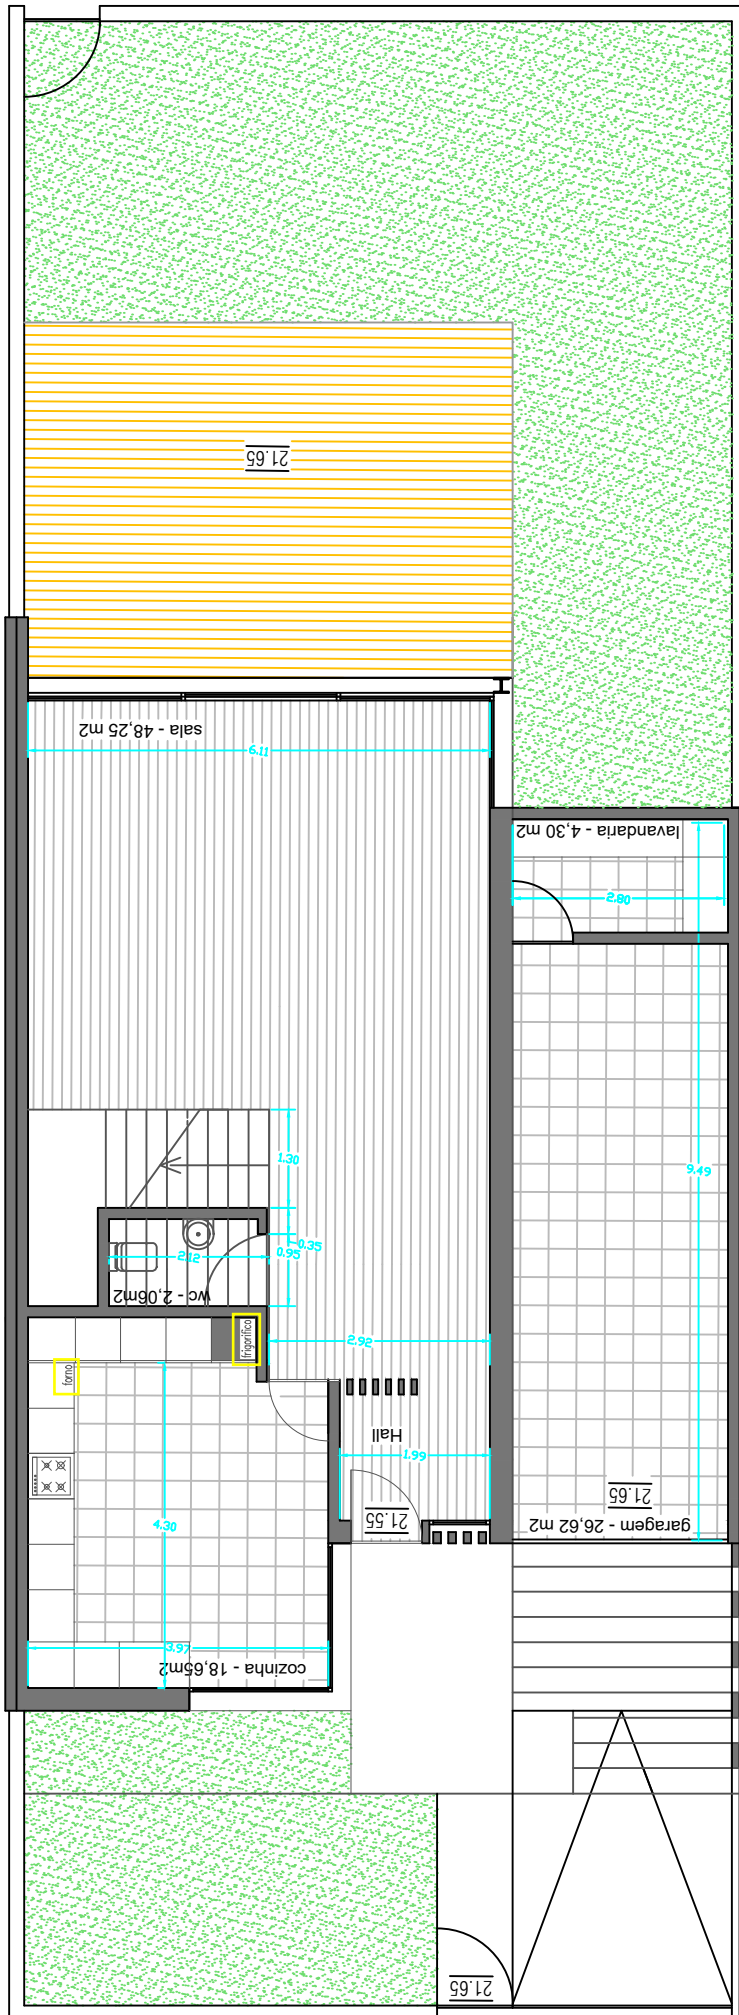 21.65
sala - 48,25 m2
6.11
lavandaria - 4,30 m2
2.80
9.49
1.30
0.35
0.95
2.12
wc - 2,06m2
frigorifico
forno
2.92
Hall
1.99
21.55
21.65
garagem - 26,62 m2
4.30
3.97
cozinha - 18,65m2
21.65